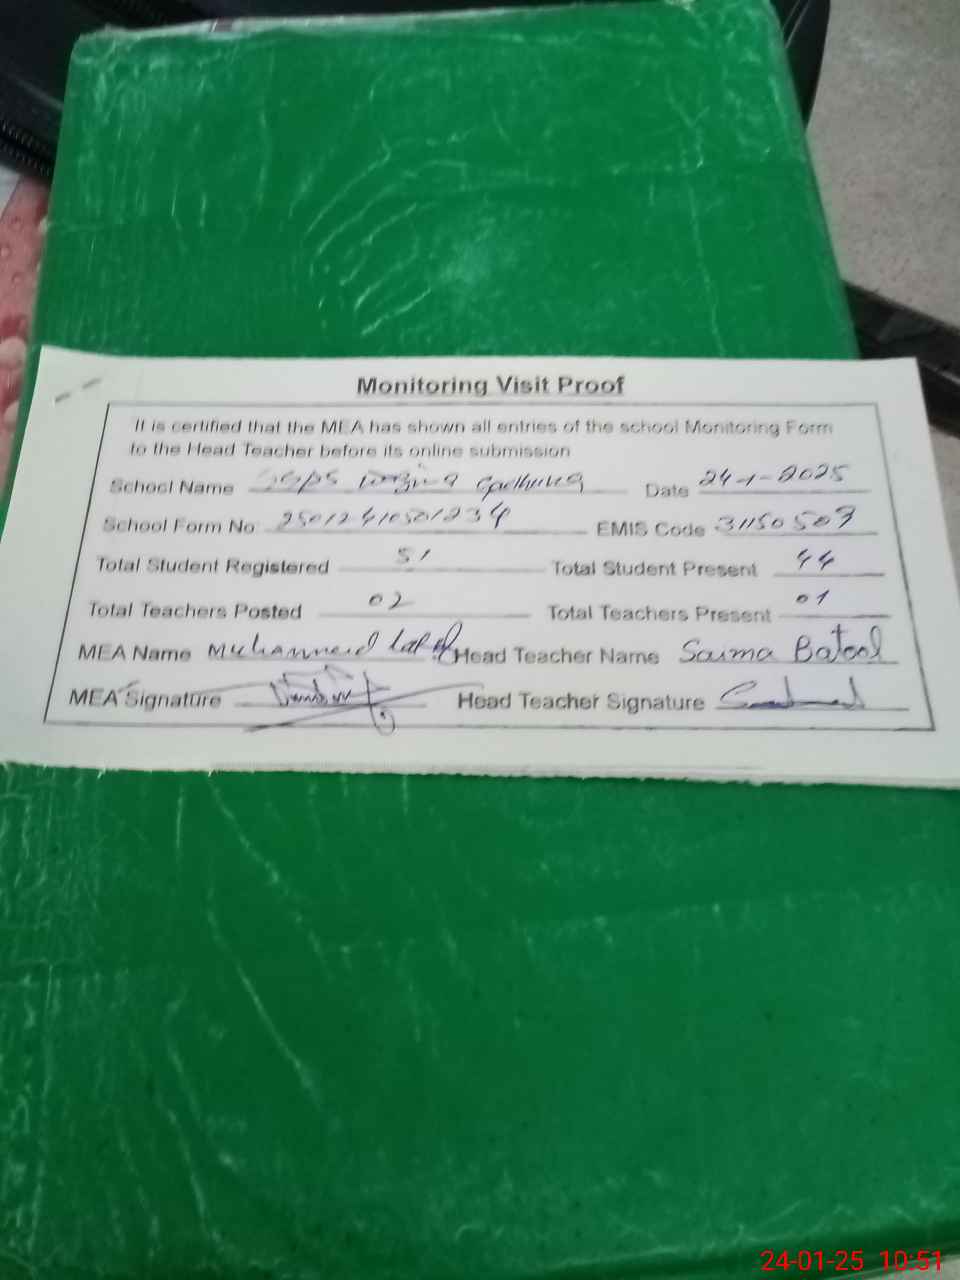 Monitoring Visit Proof
It is certified that the MEA has shown all entries of the school Monitoring Form
to the Head Teacher before its online submission
School Name Date 24-1-2025
School Form No EMIS Code 31150509
Total Student Registered 51 Total Student Present 44
Total Teachers Posted 02 Total Teachers Present 01
MEA Name Muhammad Head Teacher Name Saima Batool
MEA Signature Head Teacher Signature
24-01-25 10:51